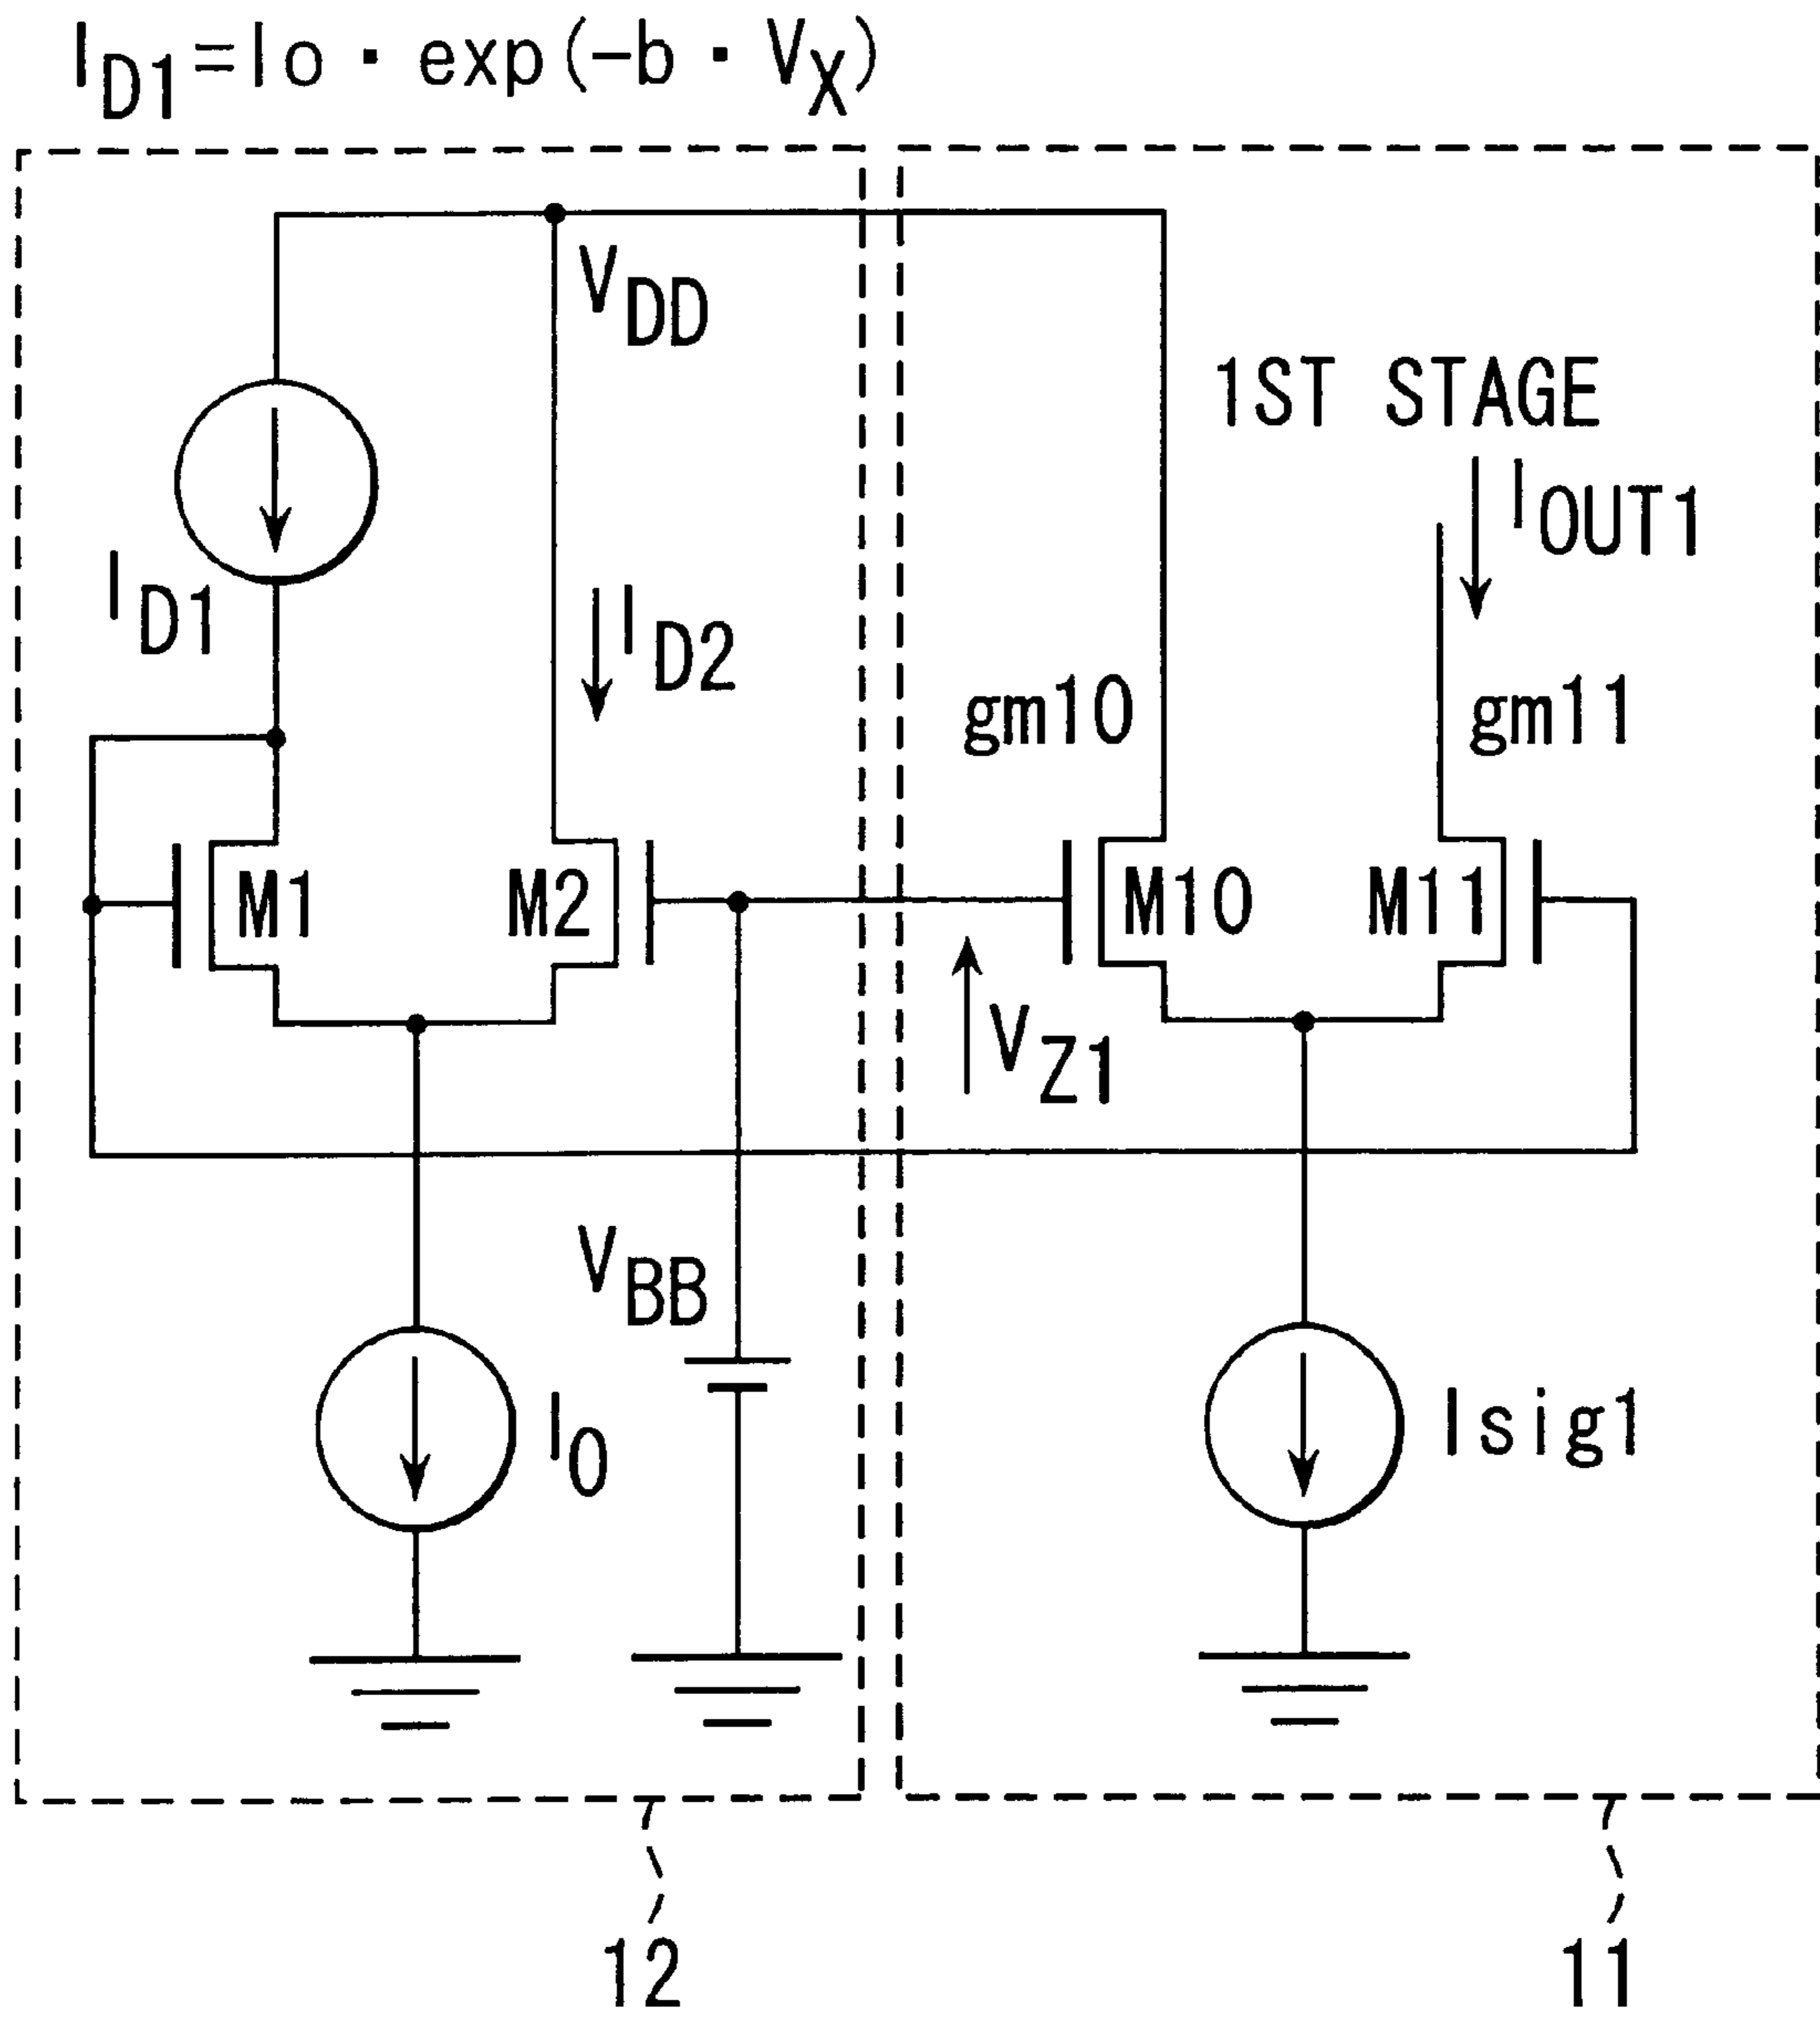 ID1=Io · exp(-b · VX)
VDD
1ST STAGE
IOUT1
ID1
ID2
gm10
gm11
M1
M2
M10
M11
VZ1
VBB
IO
Isig1
12
11